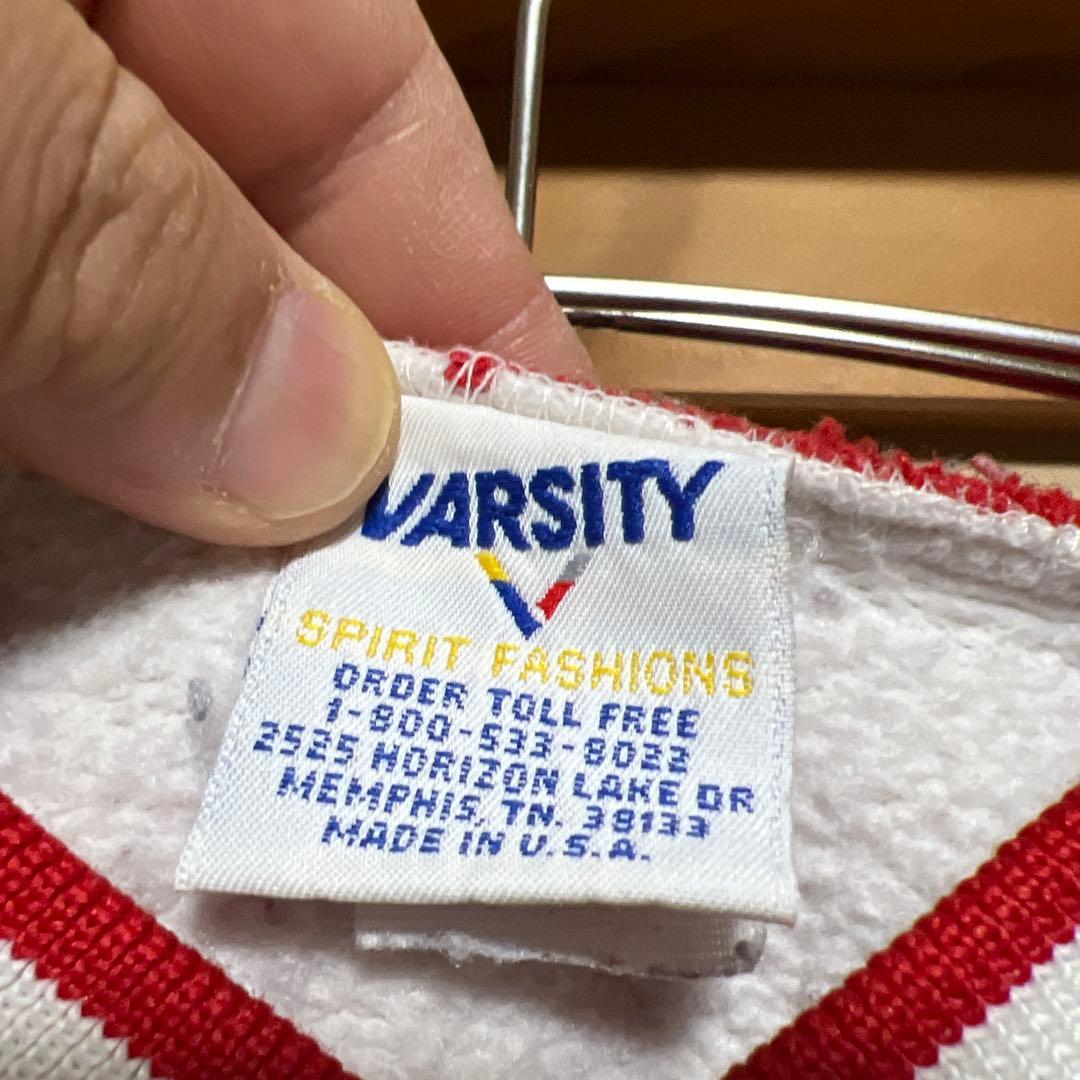 VARSITY
SPIRIT FASHIONS
ORDER TOLL FREE
1-800-533-8022
2525 HORIZON LAKE DR
MEMPHIS, TN. 38133
MADE IN U.S.A.